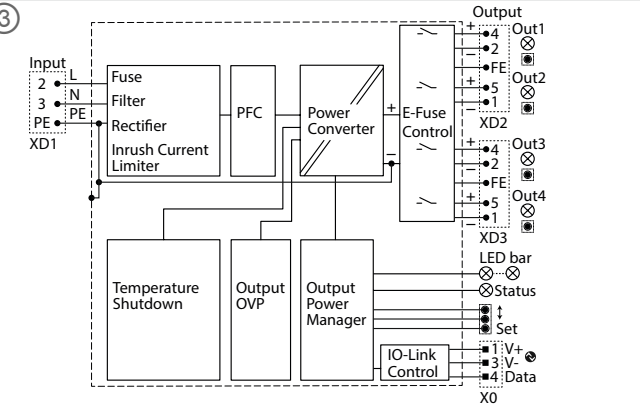 3
Output
Input
L
2
N
3
PE
PE
XD1
Fuse
Filter
Rectifier
Inrush Current
Limiter
PFC
Power
Converter
+
−
E-Fuse
Control
+
4
Out1
−
2
FE
+
5
Out2
−
1
XD2
+
4
Out3
−
2
FE
+
5
Out4
−
1
XD3
Temperature
Shutdown
Output
OVP
Output
Power
Manager
LED bar
Status
Set
IO-Link
Control
1 V+
3 V-
4 Data
X0